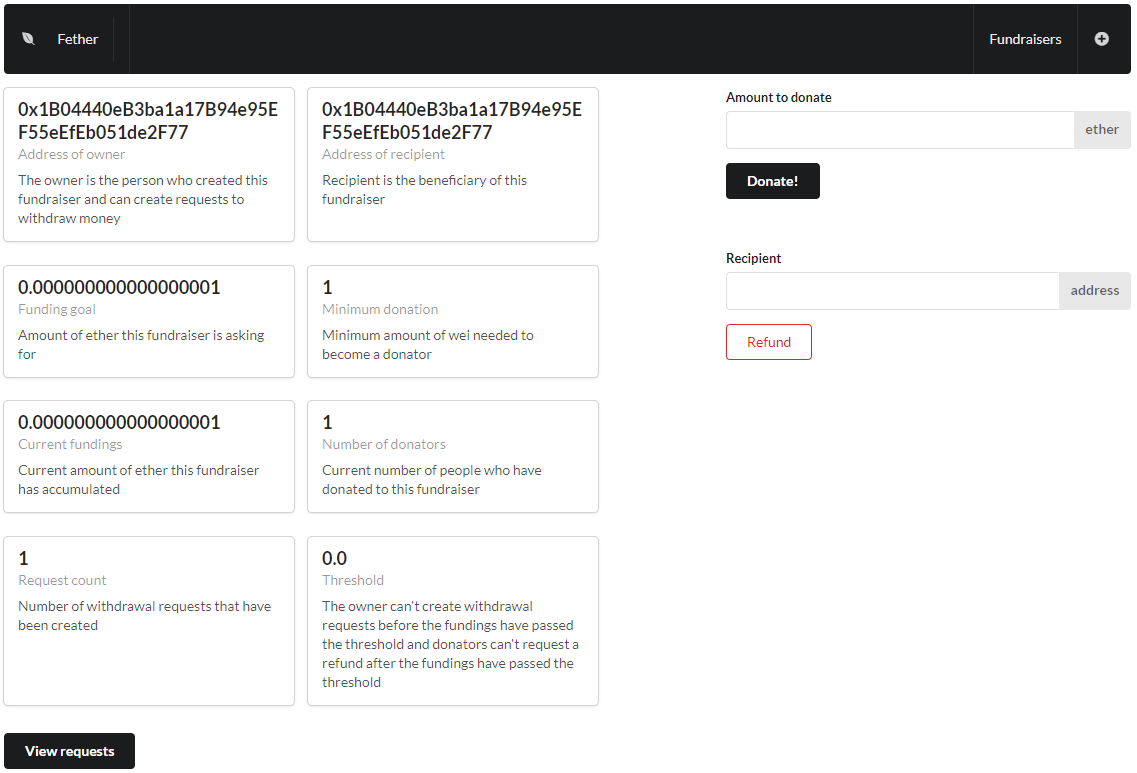 Fether
Fundraisers
0x1B04440eB3ba1a17B94e95E
F55eEfEb051de2F77
Address of owner
The owner is the person who created this
fundraiser and can create requests to
withdraw money
0x1B04440eB3ba1a17B94e95E
F55eEfEb051de2F77
Address of recipient
Recipient is the beneficiary of this
fundraiser
0.000000000000000001
Funding goal
Amount of ether this fundraiser is asking
for
1
Minimum donation
Minimum amount of wei needed to
become a donator
0.000000000000000001
Current fundings
Current amount of ether this fundraiser
has accumulated
1
Number of donators
Current number of people who have
donated to this fundraiser
1
Request count
Number of withdrawal requests that have
been created
0.0
Threshold
The owner can't create withdrawal
requests before the fundings have passed
the threshold and donators can't request a
refund after the fundings have passed the
threshold
View requests
Amount to donate
ether
Donate!
Recipient
address
Refund